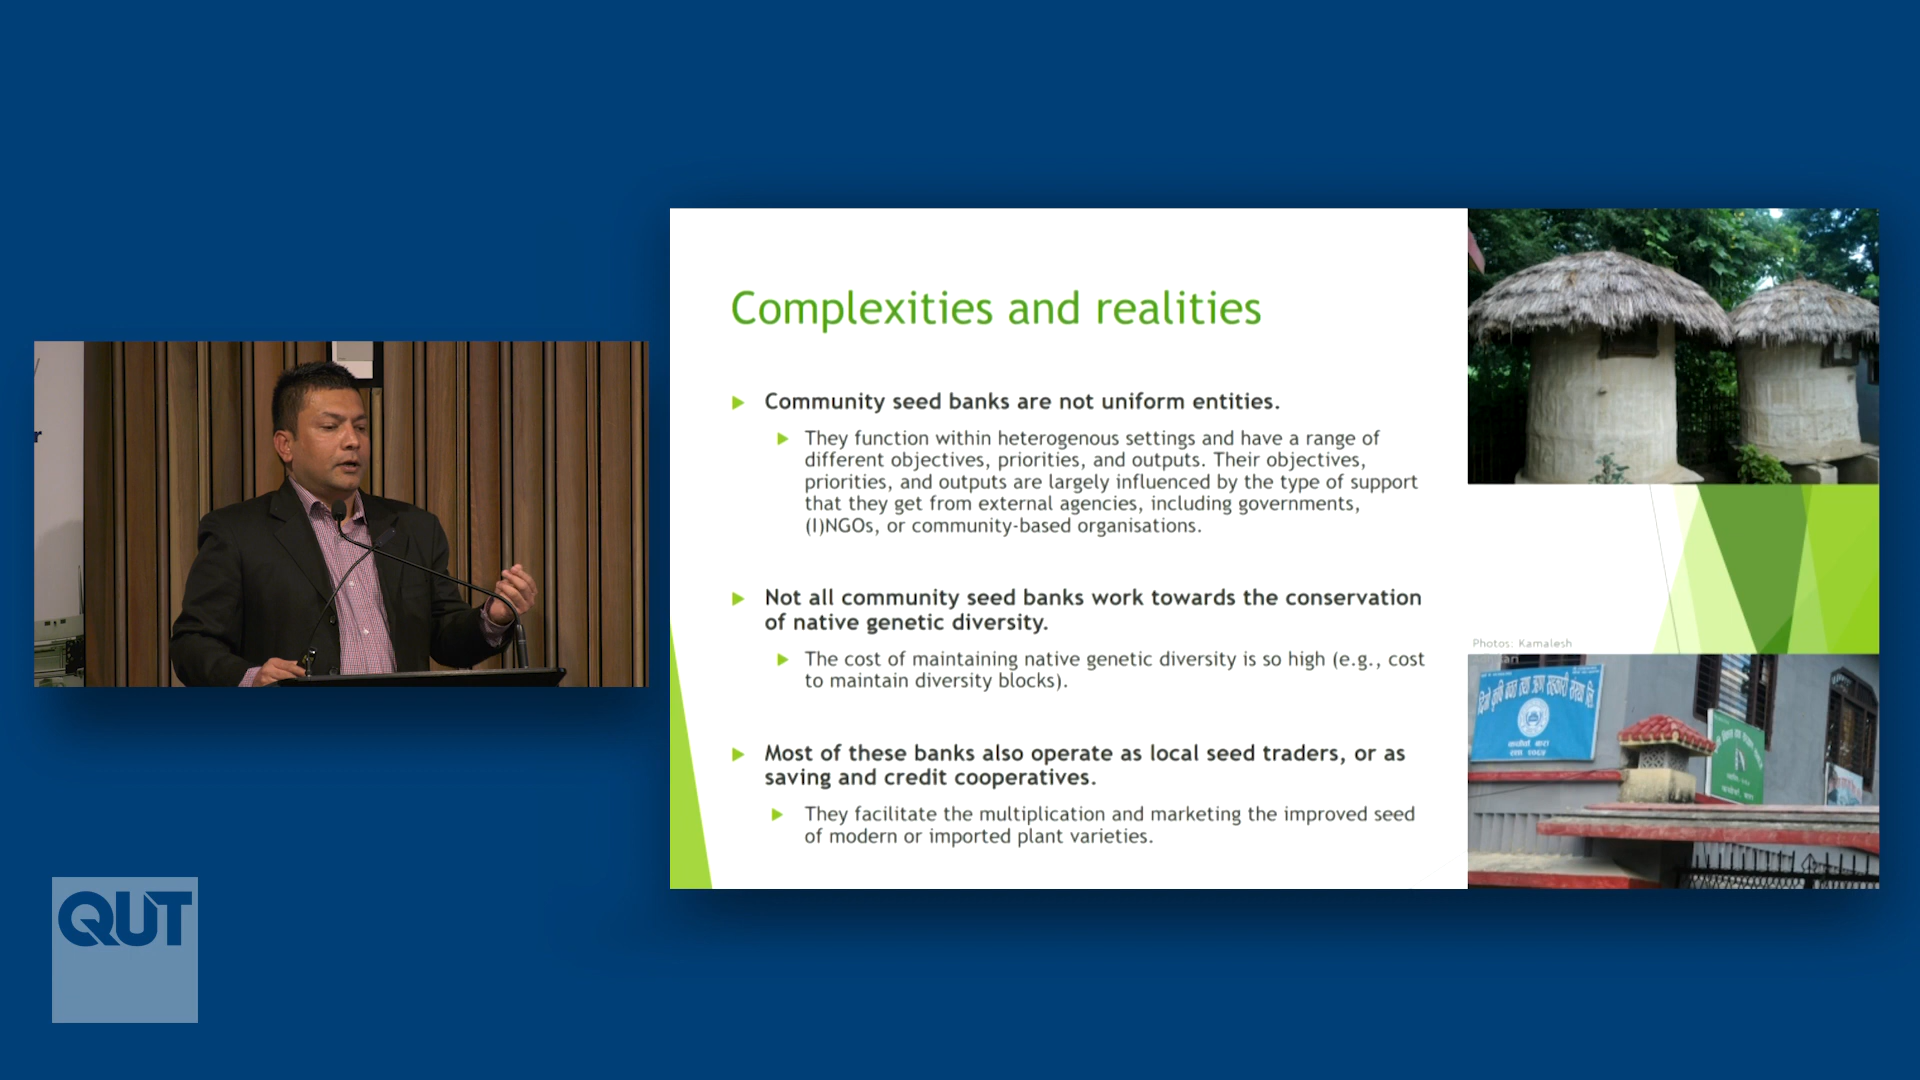 Complexities and realities
Community seed banks are not uniform entities.
They function within heterogenous settings and have a range of
different objectives, priorities, and outputs. Their objectives,
priorities, and outputs are largely influenced by the type of support
that they get from external agencies, including governments,
(I)NGOs, or community-based organisations.
Not all community seed banks work towards the conservation
of native genetic diversity.
The cost of maintaining native genetic diversity is so high (e.g., cost
to maintain diversity blocks).
Most of these banks also operate as local seed traders, or as
saving and credit cooperatives.
They facilitate the multiplication and marketing the improved seed
of modern or imported plant varieties.
Photos: Kamalesh
कृषि बचत तथा ऋण सहकारी संस्था लि.
QUT